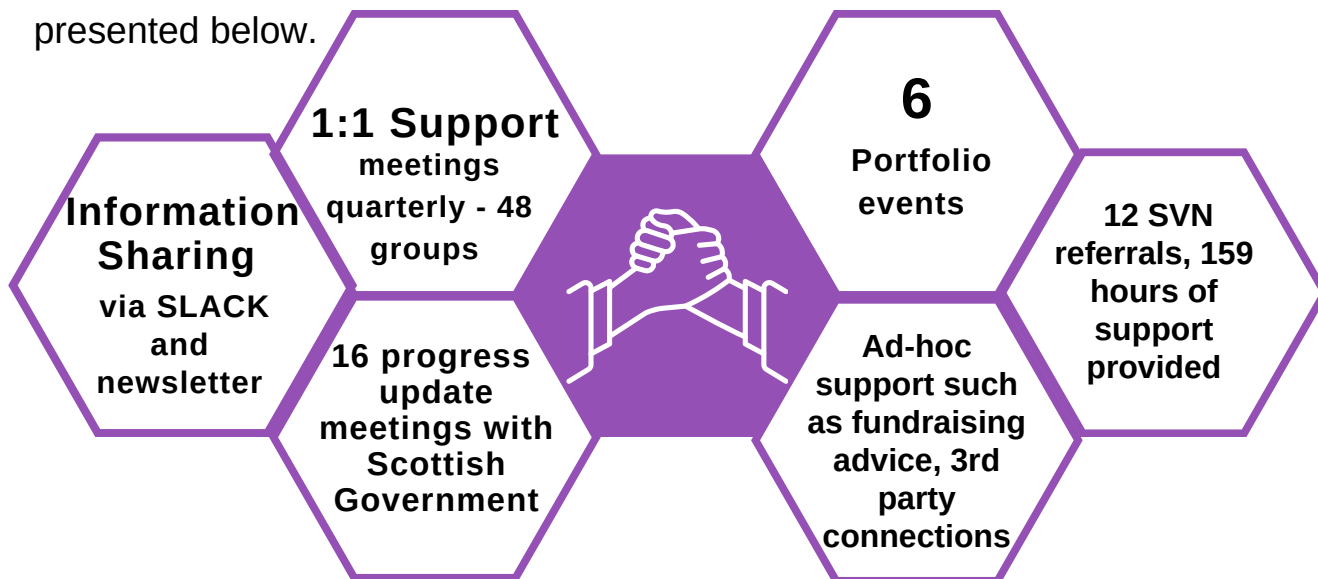 presented below.
Information
Sharing
via SLACK
and
newsletter
1:1 Support
meetings
quarterly - 48
groups
16 progress
update
meetings with
Scottish
Government
6
Portfolio
events
Ad-hoc
support such
as fundraising
advice, 3rd
party
connections
12 SVN
referrals, 159
hours of
support
provided